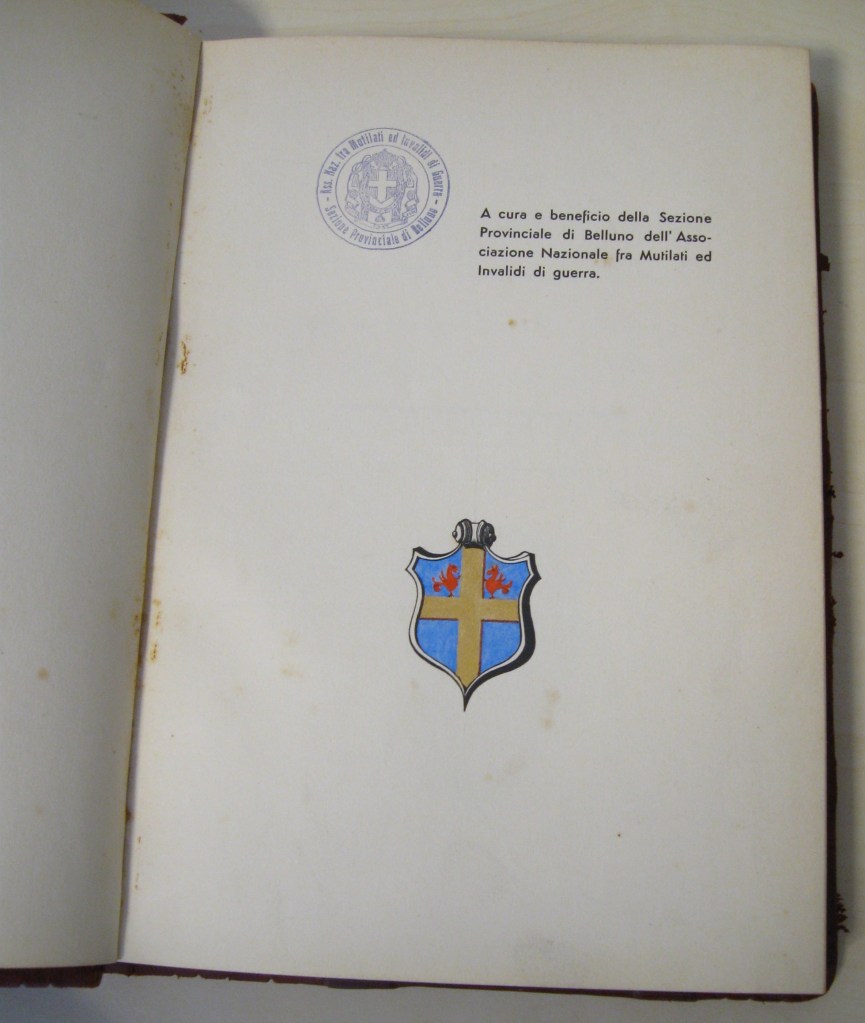 Ass. Naz. fra Mutilati ed Invalidi di Guerra
- Sezione Provinciale di Belluno -
A cura e beneficio della Sezione
Provinciale di Belluno dell'Asso-
ciazione Nazionale fra Mutilati ed
Invalidi di guerra.